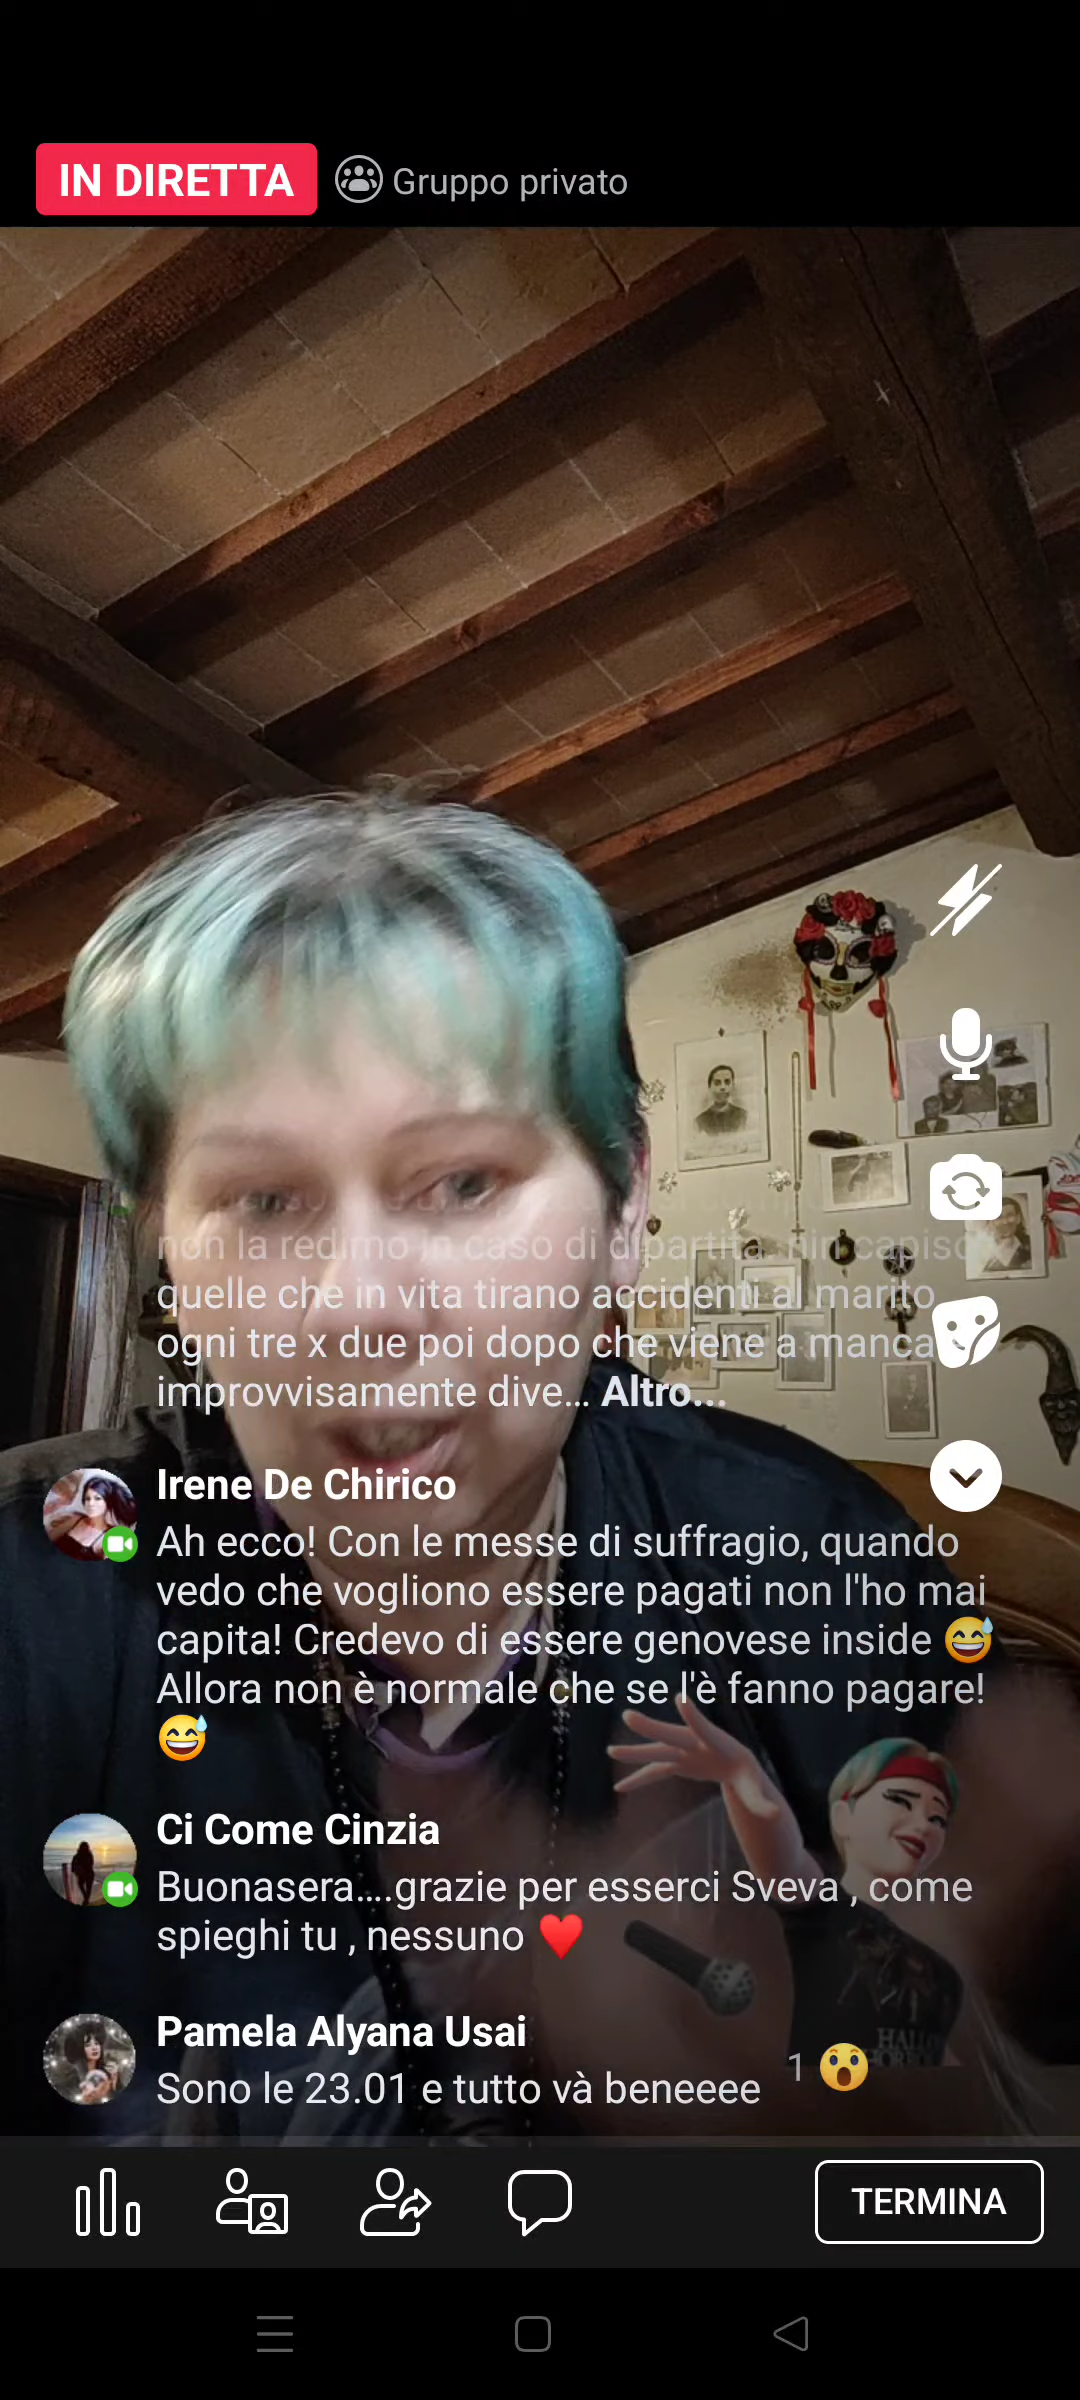 IN DIRETTA
Gruppo privato
non la redimo in caso di dipartita nin capisco
quelle che in vita tirano accidenti al marito
ogni tre x due poi dopo che viene a manca
improvvisamente dive... Altro...
Irene De Chirico
Ah ecco! Con le messe di suffragio, quando
vedo che vogliono essere pagati non l'ho mai
capita! Credevo di essere genovese inside 😅
Allora non è normale che se l'è fanno pagare!
😅
Ci Come Cinzia
Buonasera....grazie per esserci Sveva , come
spieghi tu , nessuno ♥️
Pamela Alyana Usai
Sono le 23.01 e tutto và beneeee
1 😮
TERMINA